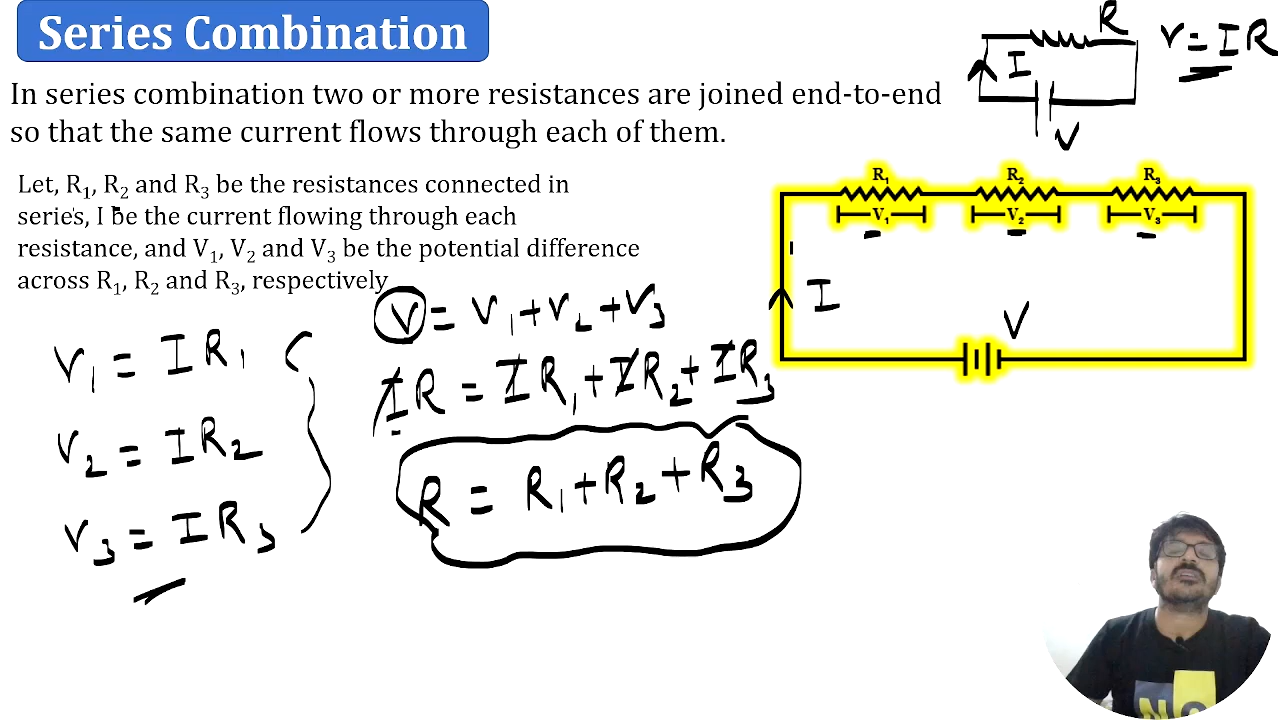 Series Combination
In series combination two or more resistances are joined end-to-end
so that the same current flows through each of them.
Let, R₁, R₂ and R₃ be the resistances connected in
series, I be the current flowing through each
resistance, and V₁, V₂ and V₃ be the potential difference
across R₁, R₂ and R₃, respectively
R
I
V
V = IR
R₁ R₂ R₃
V₁ V₂ V₃
I
V
V₁ = IR₁
V₂ = IR₂
V₃ = IR₃
V = V₁ + V₂ + V₃
IR = IR₁ + IR₂ + IR₃
R = R₁ + R₂ + R₃